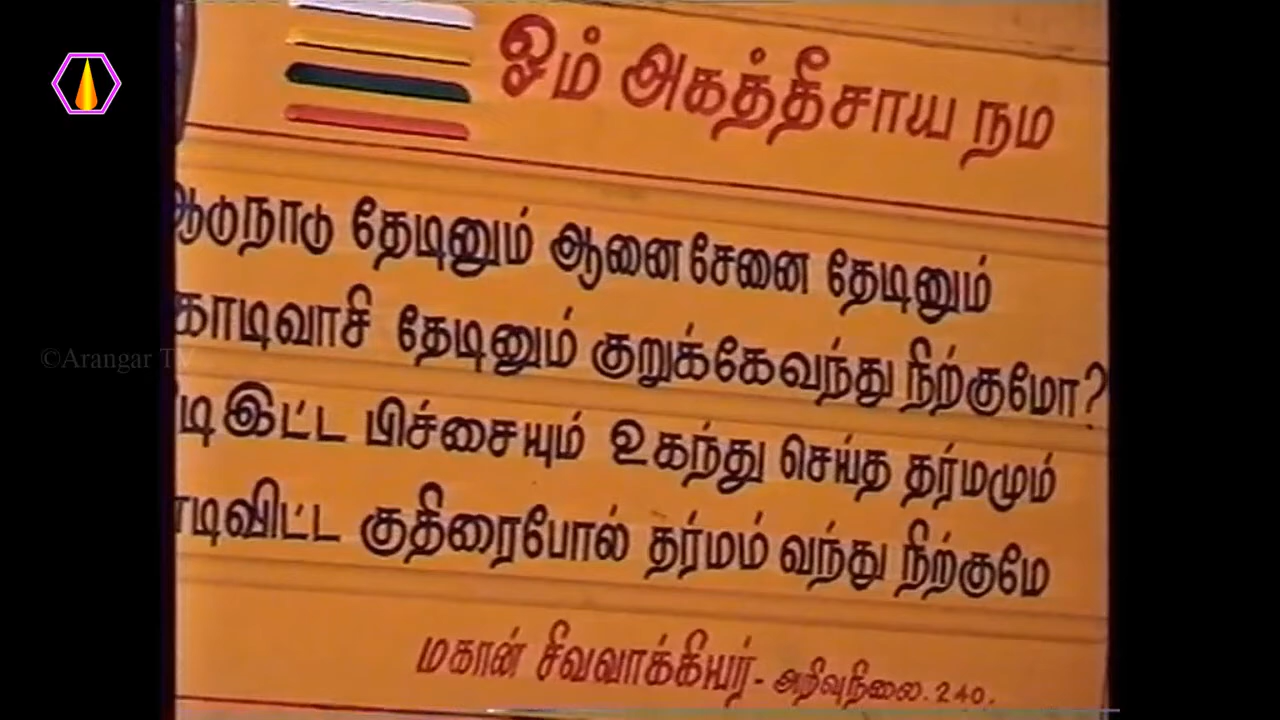 ஓம் அகத்தீசாய நம
ஆடுநாடு தேடினும் ஆனைசேனை தேடினும்
காடிவாசி தேடினும் குறுக்கேவந்து நிற்குமோ?
இட்ட பிச்சையும் உகந்து செய்த தர்மமும்
குதிரைபோல் தர்மம் வந்து நிற்குமே
மகான் சிவவாக்கியர்- அறிவுநிலை. 240.
©Arangar TV